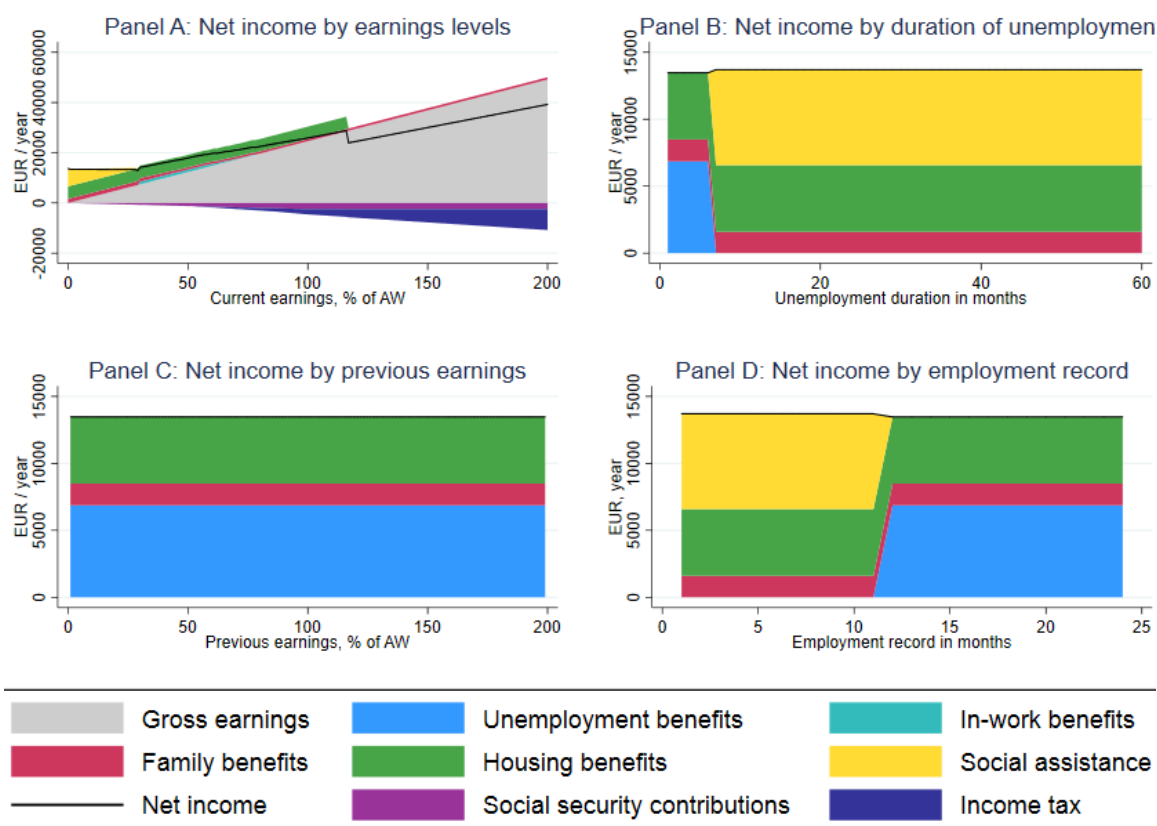 Panel A: Net income by earnings levels
EUR / year
-20000 0 20000 40000 60000
0 50 100 150 200
Current earnings, % of AW
Panel B: Net income by duration of unemploymen
EUR / year
0 5000 10000 15000
0 20 40 60
Unemployment duration in months
Panel C: Net income by previous earnings
EUR / year
0 5000 10000 15000
0 50 100 150 200
Previous earnings, % of AW
Panel D: Net income by employment record
EUR, year
0 5000 10000 15000
0 5 10 15 20 25
Employment record in months
Gross earnings Unemployment benefits In-work benefits
Family benefits Housing benefits Social assistance
Net income Social security contributions Income tax